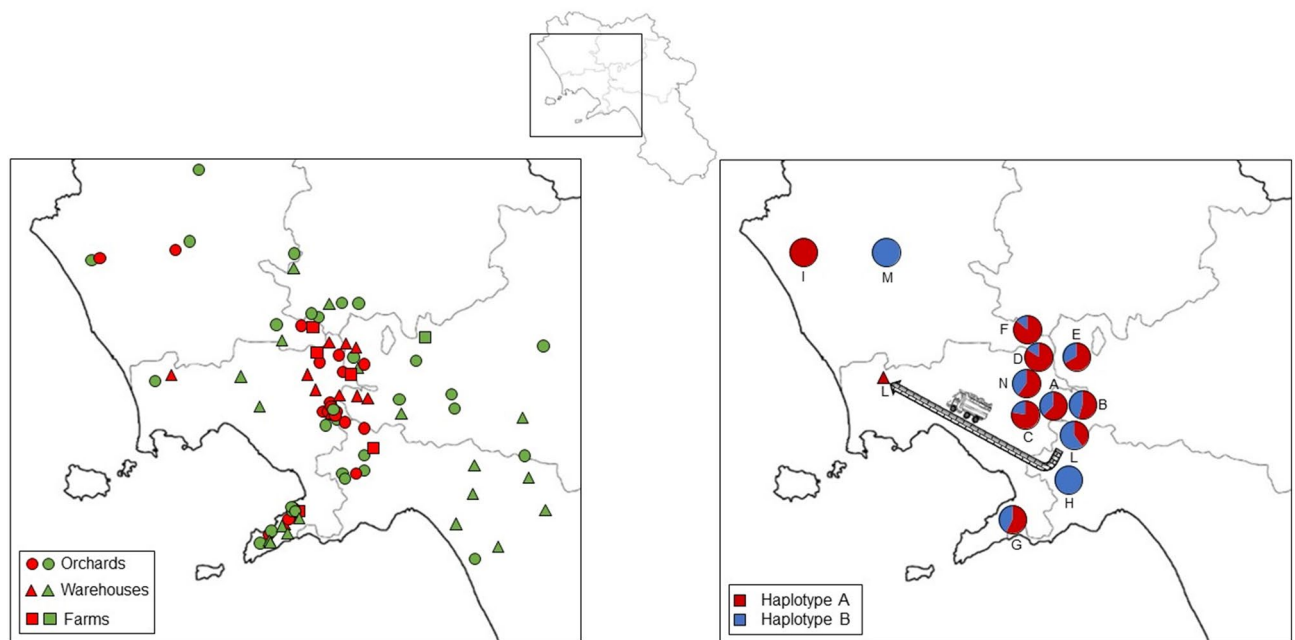 Orchards
Warehouses
Farms
I
M
F
E
D
N
A
B
C
L
L
H
G
Haplotype A
Haplotype B